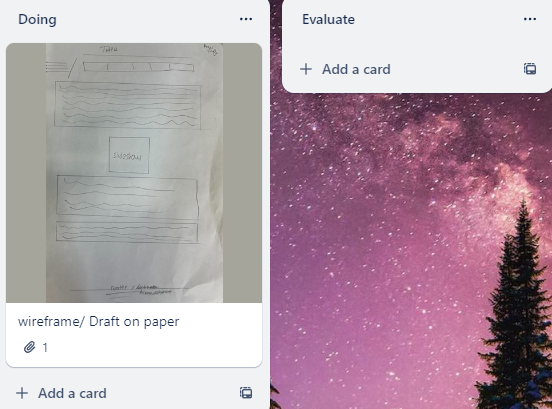 Doing
wireframe/ Draft on paper
1
Add a card
Evaluate
Add a card